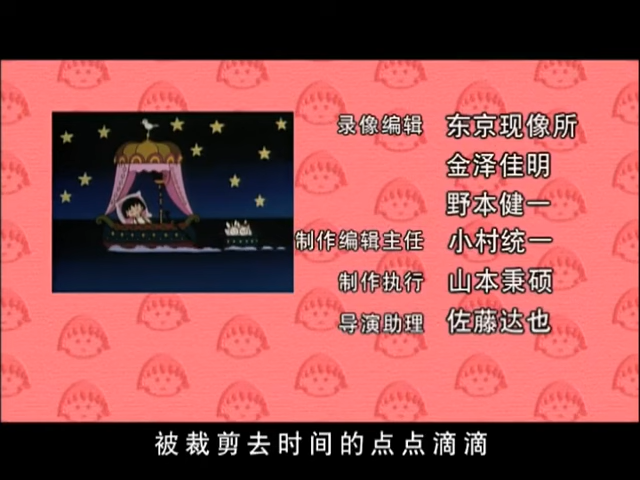 录像编辑 东京现像所
金泽佳明
野本健一
制作编辑主任 小村统一
制作执行 山本秉硕
导演助理 佐藤达也
被裁剪去时间的点点滴滴